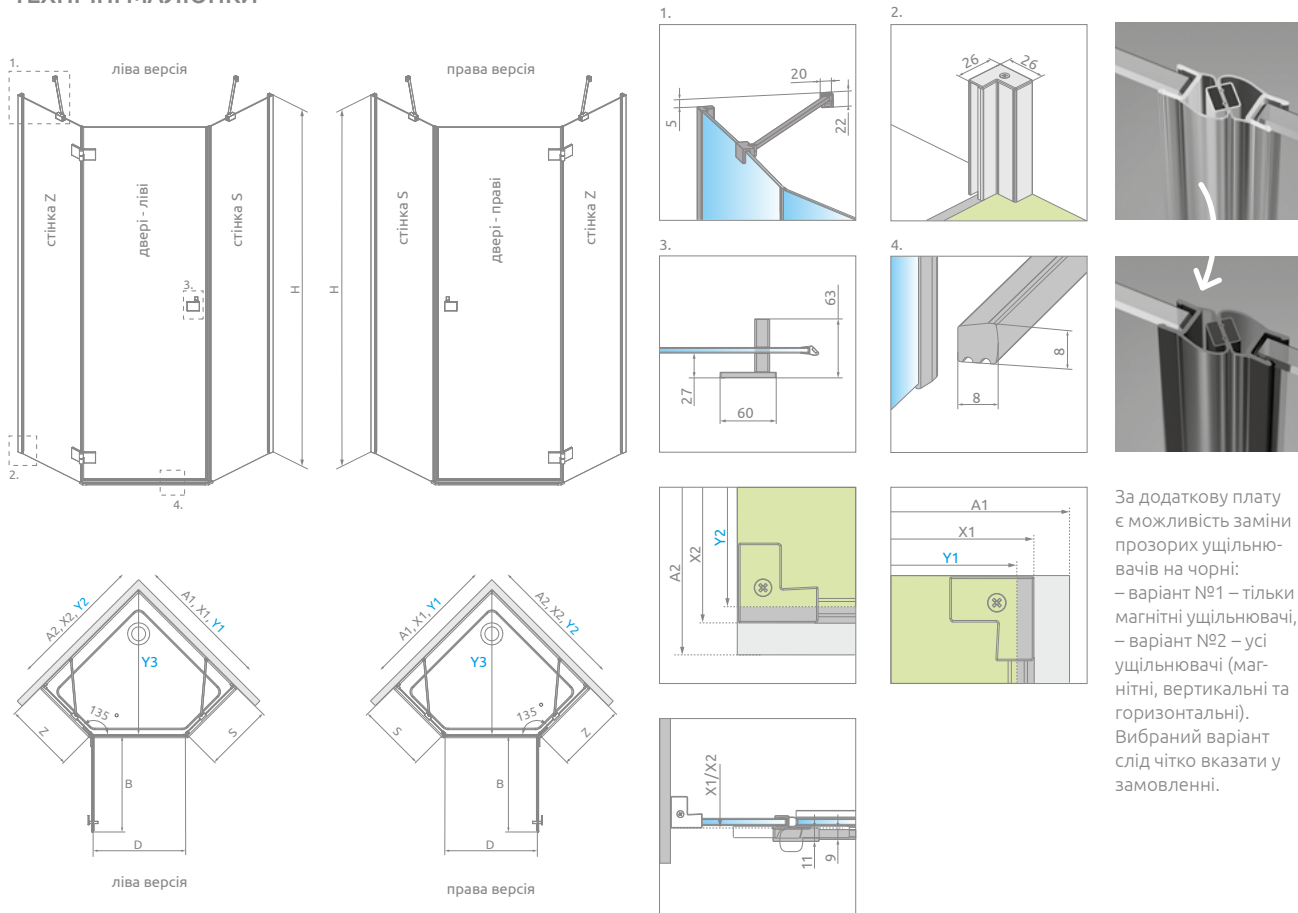 1.
ліва версія
стінка Z
двері - ліві
стінка S
3.
H
2.
4.
права версія
H
стінка S
двері - праві
стінка Z
1.
20
5
22
2.
26
26
3.
63
27
60
4.
8
8
A2
X2
Y2
A1
X1
Y1
X1/X2
11
9
A2, X2, Y2
A1, X1, Y1
Y3
135 °
Z
S
B
D
ліва версія
A1, X1, Y1
A2, X2, Y2
Y3
135 °
S
Z
B
D
права версія
За додаткову плату
є можливість заміни
прозорих ущільню-
вачів на чорні:
– варіант №1 – тільки
магнітні ущільнювачі,
– варіант №2 – усі
ущільнювачі (маг-
нітні, вертикальні та
горизонтальні).
Вибраний варіант
слід чітко вказати у
замовленні.